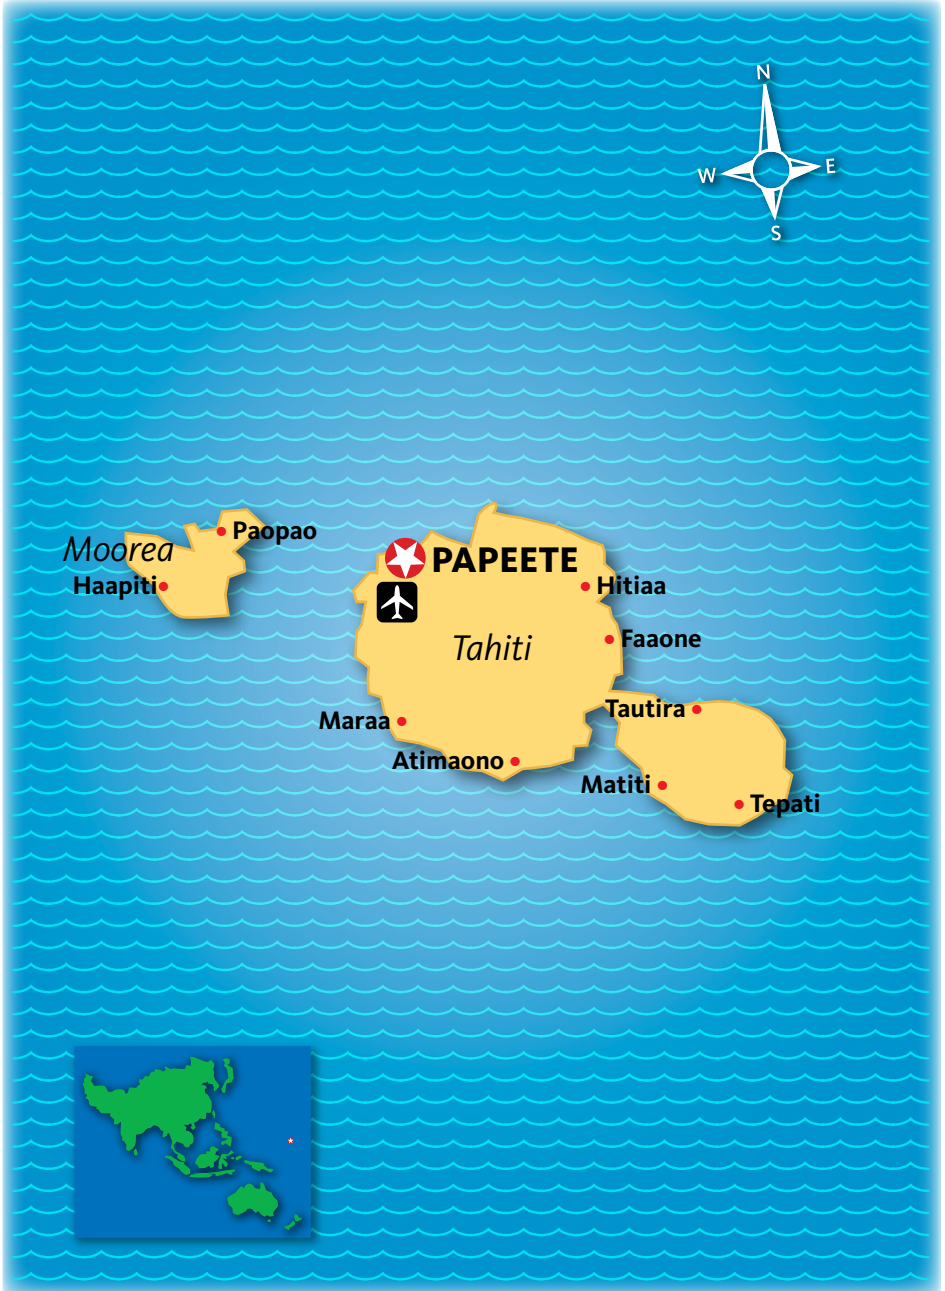 N
W
E
S
Paopao
Moorea
PAPEETE
Haapiti
Hitiaa
Tahiti
Faaone
Tautira
Maraa
Atimaono
Matiti
Tepati